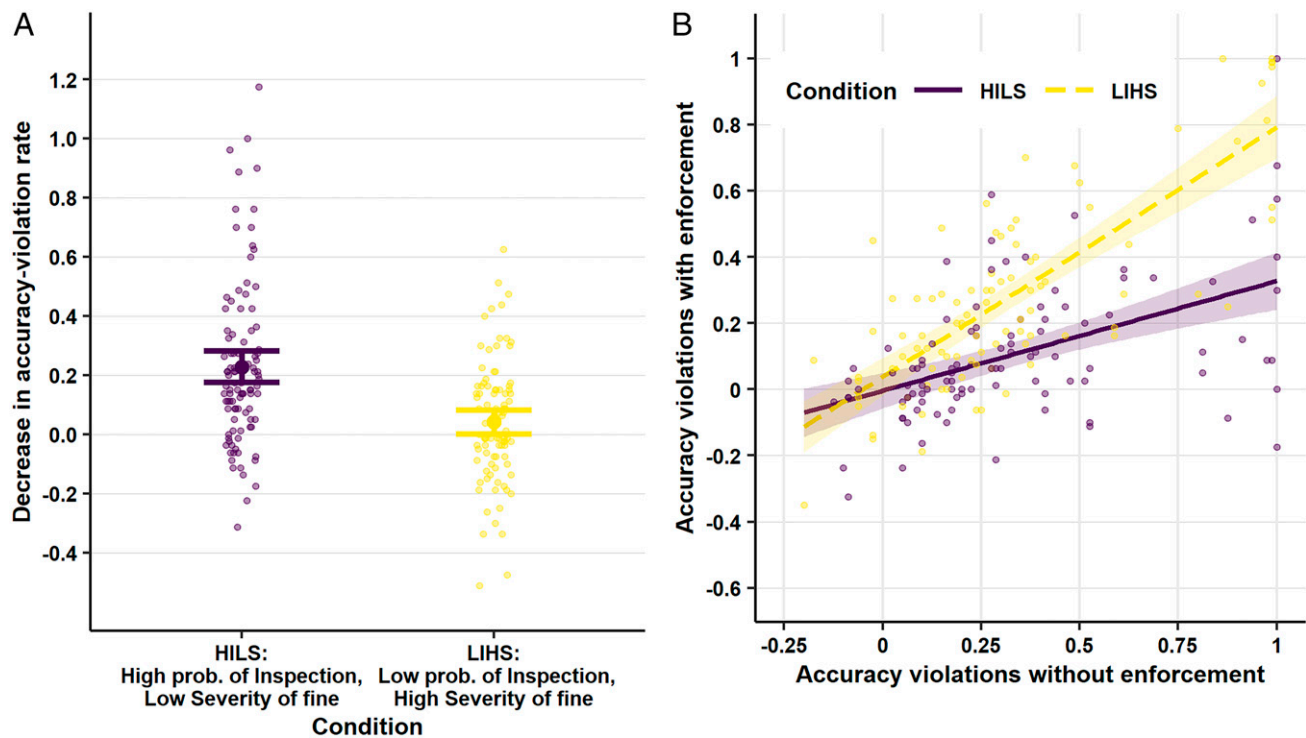 A
Decrease in accuracy-violation rate
1.2
1.0
0.8
0.6
0.4
0.2
0.0
-0.2
-0.4
HILS:
High prob. of Inspection,
Low Severity of fine
LIHS:
Low prob. of Inspection,
High Severity of fine
Condition
B
Accuracy violations with enforcement
Condition HILS LIHS
1
0.8
0.6
0.4
0.2
0
-0.2
-0.4
-0.6
-0.25 0 0.25 0.5 0.75 1
Accuracy violations without enforcement